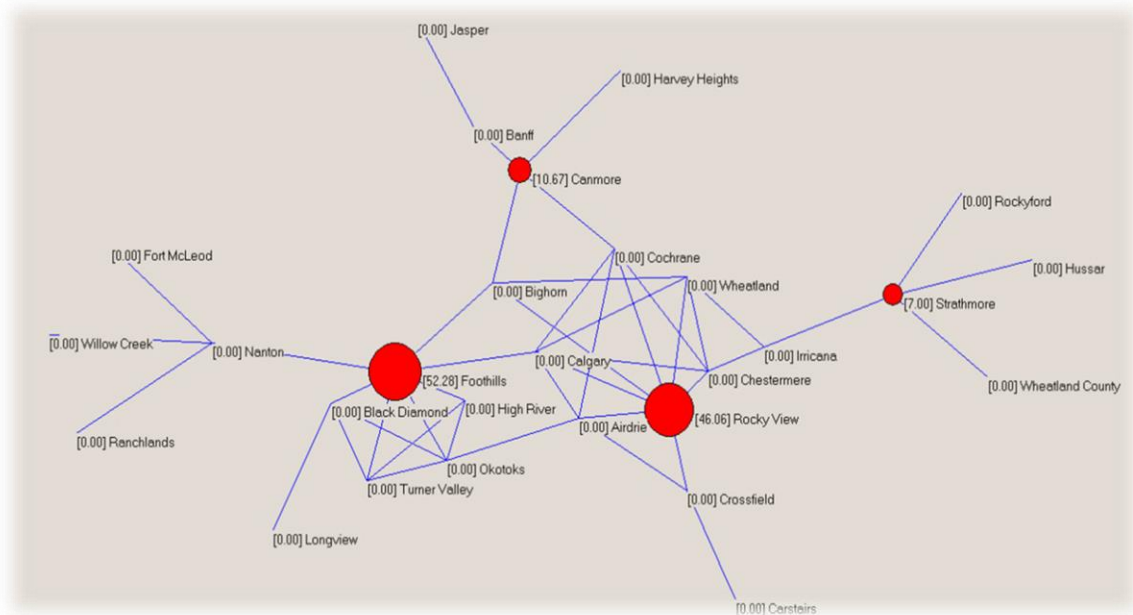 [0.00] Jasper
[0.00] Harvey Heights
[0.00] Banff
[10.67] Canmore
[0.00] Rockyford
[0.00] Fort McLeod
[0.00] Cochrane
[0.00] Hussar
[0.00] Wheatland
[0.00] Bighorn
[7.00] Strathmore
[0.00] Willow Creek
[0.00] Nanton
[0.00] Irricana
[0.00] Calgary
[52.28] Foothills
[0.00] Chestermere
[0.00] Wheatland County
[0.00] Black Diamond
[0.00] High River
[46.06] Rocky View
[0.00] Airdrie
[0.00] Ranchlands
[0.00] Okotoks
[0.00] Turner Valley
[0.00] Crossfield
[0.00] Longview
[0.00] Carstairs